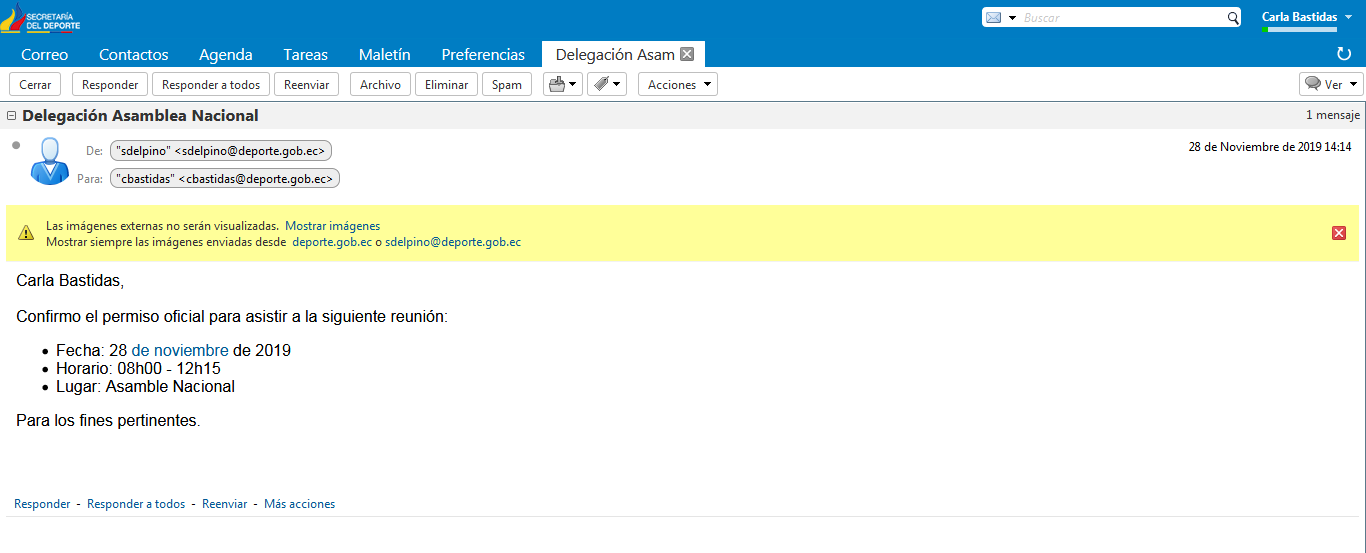 SECRETARÍA
DEL DEPORTE
Buscar
Carla Bastidas
Correo Contactos Agenda Tareas Maletín Preferencias Delegación Asam
Cerrar Responder Responder a todos Reenviar Archivo Eliminar Spam Acciones Ver
Delegación Asamblea Nacional 1 mensaje
De: "sdelpino" <sdelpino@deporte.gob.ec> 28 de Noviembre de 2019 14:14
Para: "cbastidas" <cbastidas@deporte.gob.ec>
Las imágenes externas no serán visualizadas. Mostrar imágenes
Mostrar siempre las imágenes enviadas desde deporte.gob.ec o sdelpino@deporte.gob.ec
Carla Bastidas,
Confirmo el permiso oficial para asistir a la siguiente reunión:
• Fecha: 28 de noviembre de 2019
• Horario: 08h00 - 12h15
• Lugar: Asamble Nacional
Para los fines pertinentes.
Responder - Responder a todos - Reenviar - Más acciones